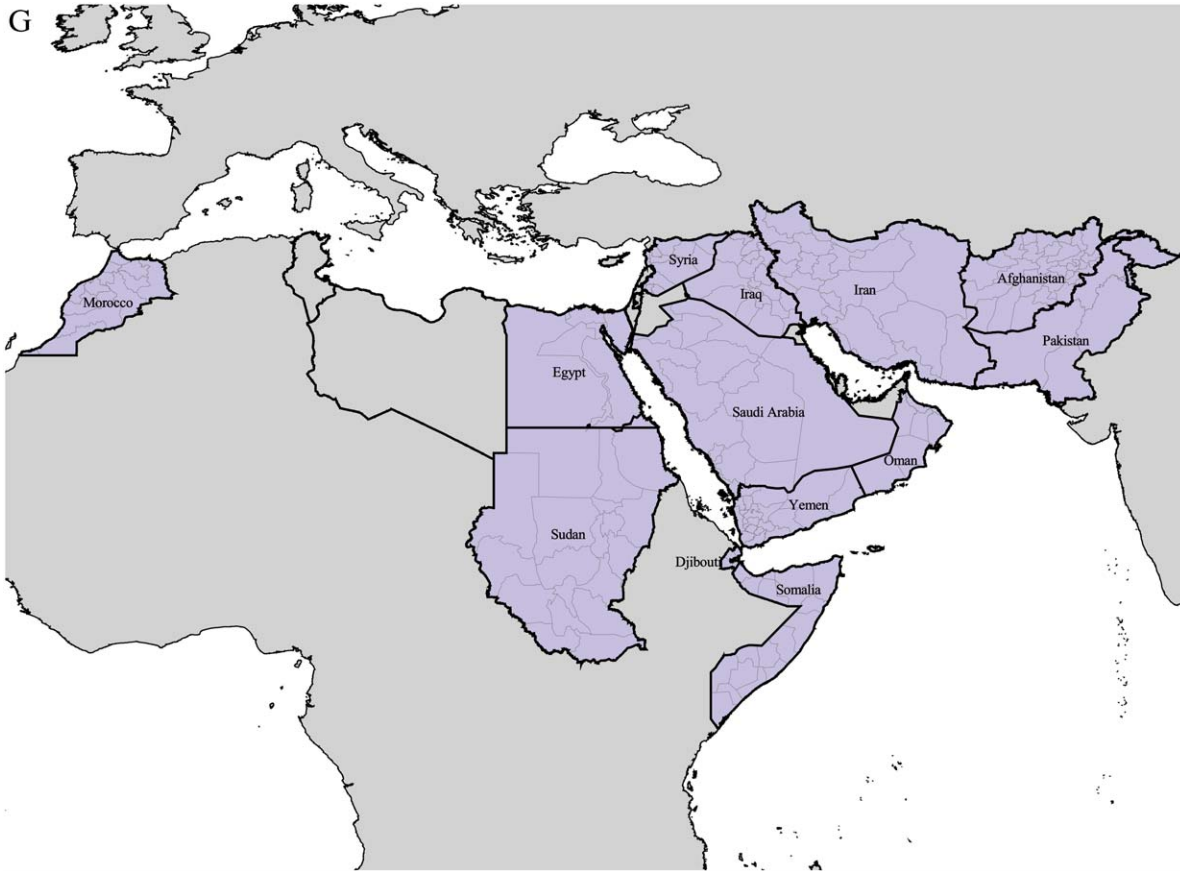 G
Syria
Afghanistan
Iraq
Iran
Morocco
Pakistan
Egypt
Saudi Arabia
Oman
Yemen
Sudan
Djibouti
Somalia